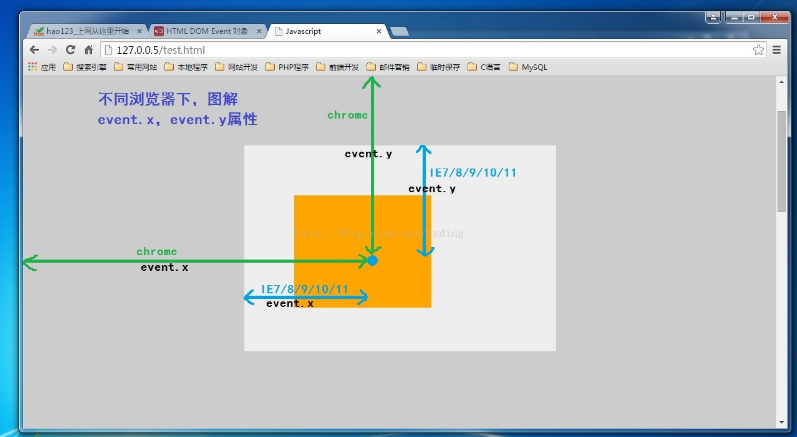 hao123_上网从这里开始
HTML DOM Event 对象
Javascript
127.0.0.5/test.html
应用 搜索引擎 常用网站 本地程序 网站开发 PHP程序 前端开发 邮件营销 临时保存 C语言 MySQL
不同浏览器下，图解
event.x，event.y属性
chrome
event.y
IE7/8/9/10/11
event.y
chrome
event.x
IE7/8/9/10/11
event.x